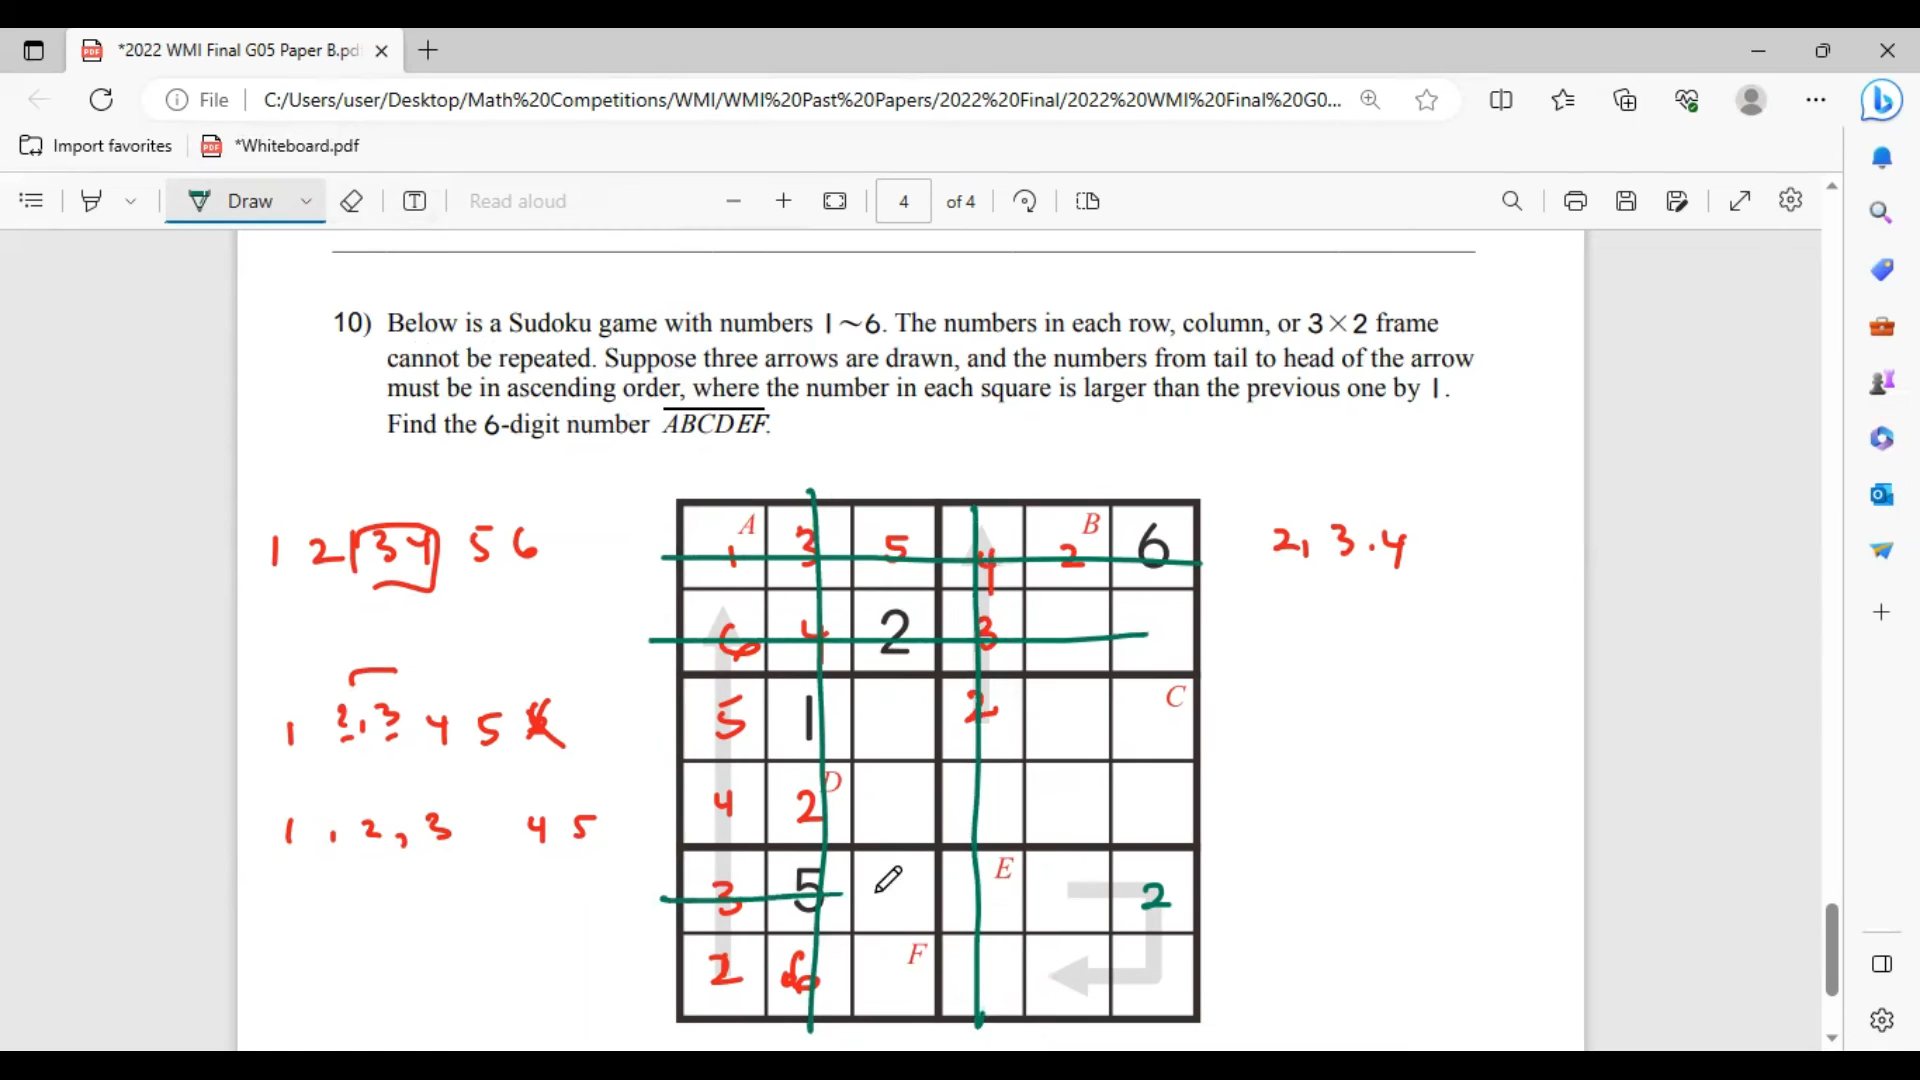 *2022 WMI Final G05 Paper B.pd
File C:/Users/user/Desktop/Math%20Competitions/WMI/WMI%20Past%20Papers/2022%20Final/2022%20WMI%20Final%20G0...
Import favorites *Whiteboard.pdf
Draw Read aloud 4 of 4
10) Below is a Sudoku game with numbers 1~6. The numbers in each row, column, or 3×2 frame
cannot be repeated. Suppose three arrows are drawn, and the numbers from tail to head of the arrow
must be in ascending order, where the number in each square is larger than the previous one by 1.
Find the 6-digit number ABCDEF.
1 2 3 4 5 6
A 1 3 5 4 B 2 6
2, 3. 4
6 4 2 3
1 2, 3 4 5
5 1 2 C
4 2 D
1, 2, 3 4 5
3 5 E 2
2 6 F